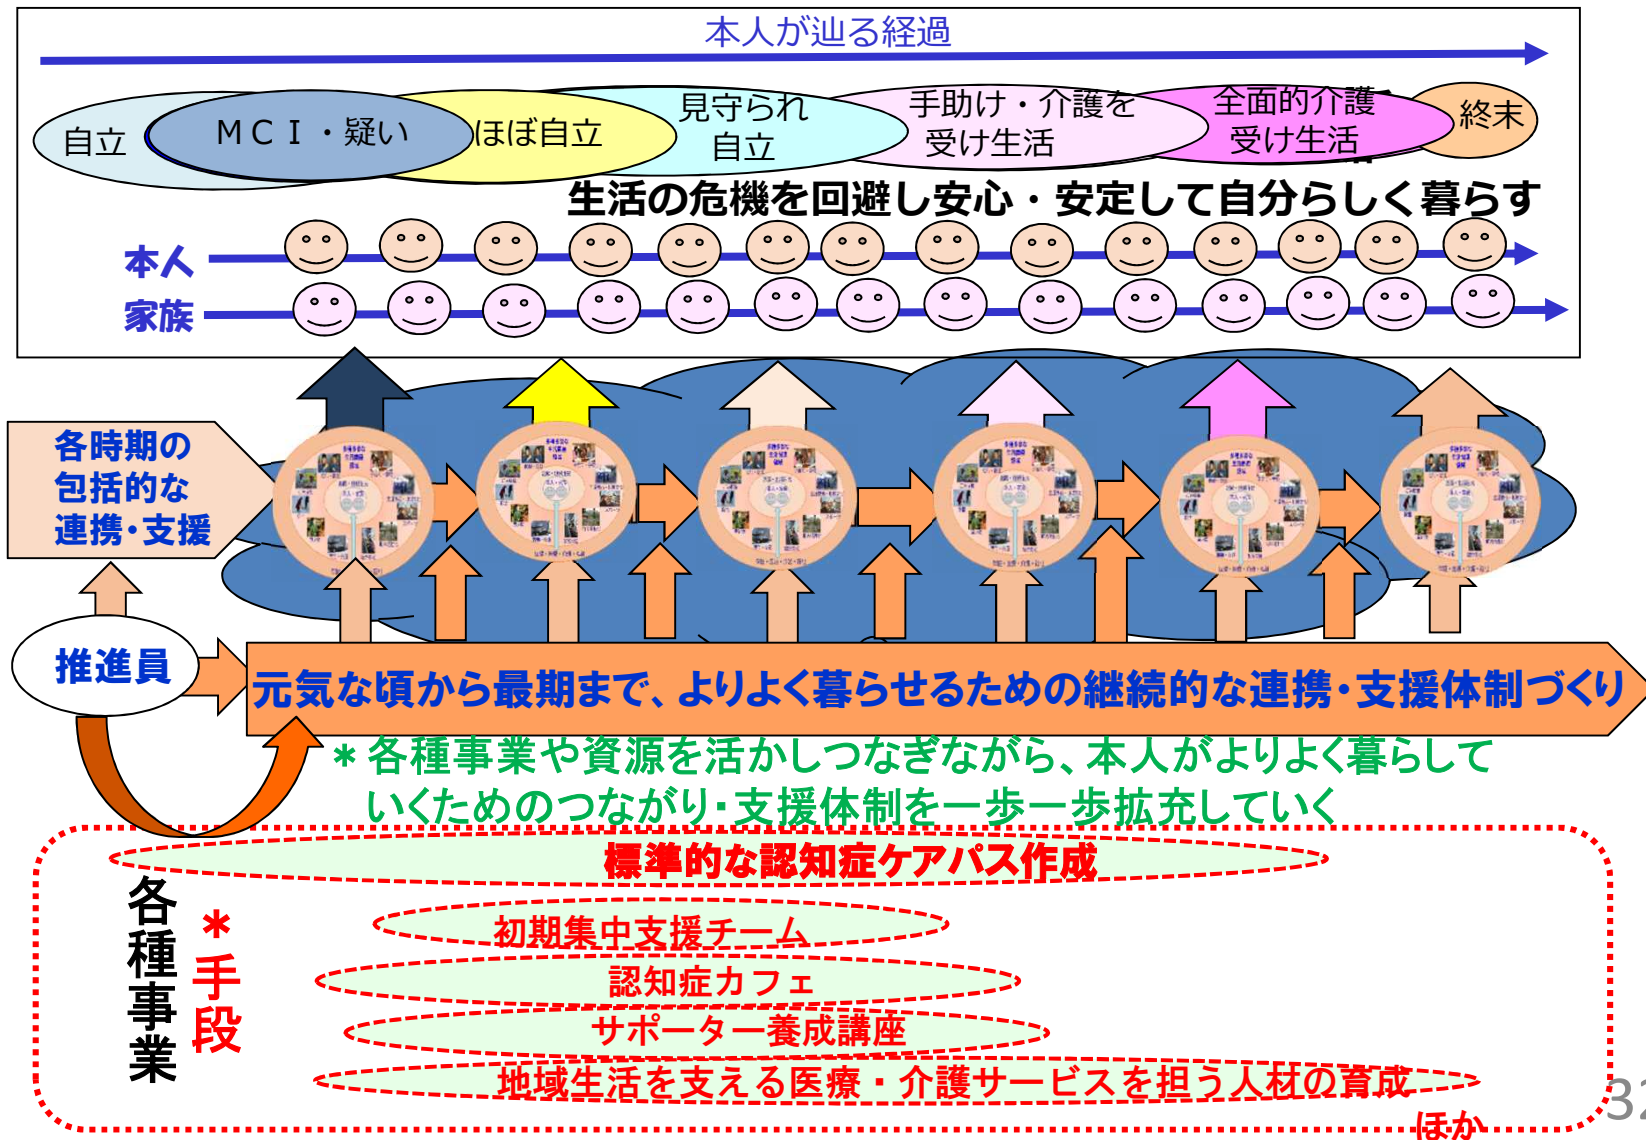 本人が辿る経過
自立
ＭＣＩ・疑い
ほぼ自立
見守られ
自立
手助け・介護を
受け生活
全面的介護
受け生活
終末
生活の危機を回避し安心・安定して自分らしく暮らす
本人
家族
各時期の
包括的な
連携・支援
推進員
元気な頃から最期まで、よりよく暮らせるための継続的な連携・支援体制づくり
＊各種事業や資源を活かしつなぎながら、本人がよりよく暮らして
いくためのつながり・支援体制を一歩一歩拡充していく
各種事業
＊手段
標準的な認知症ケアパス作成
初期集中支援チーム
認知症カフェ
サポーター養成講座
地域生活を支える医療・介護サービスを担う人材の育成
ほか
32